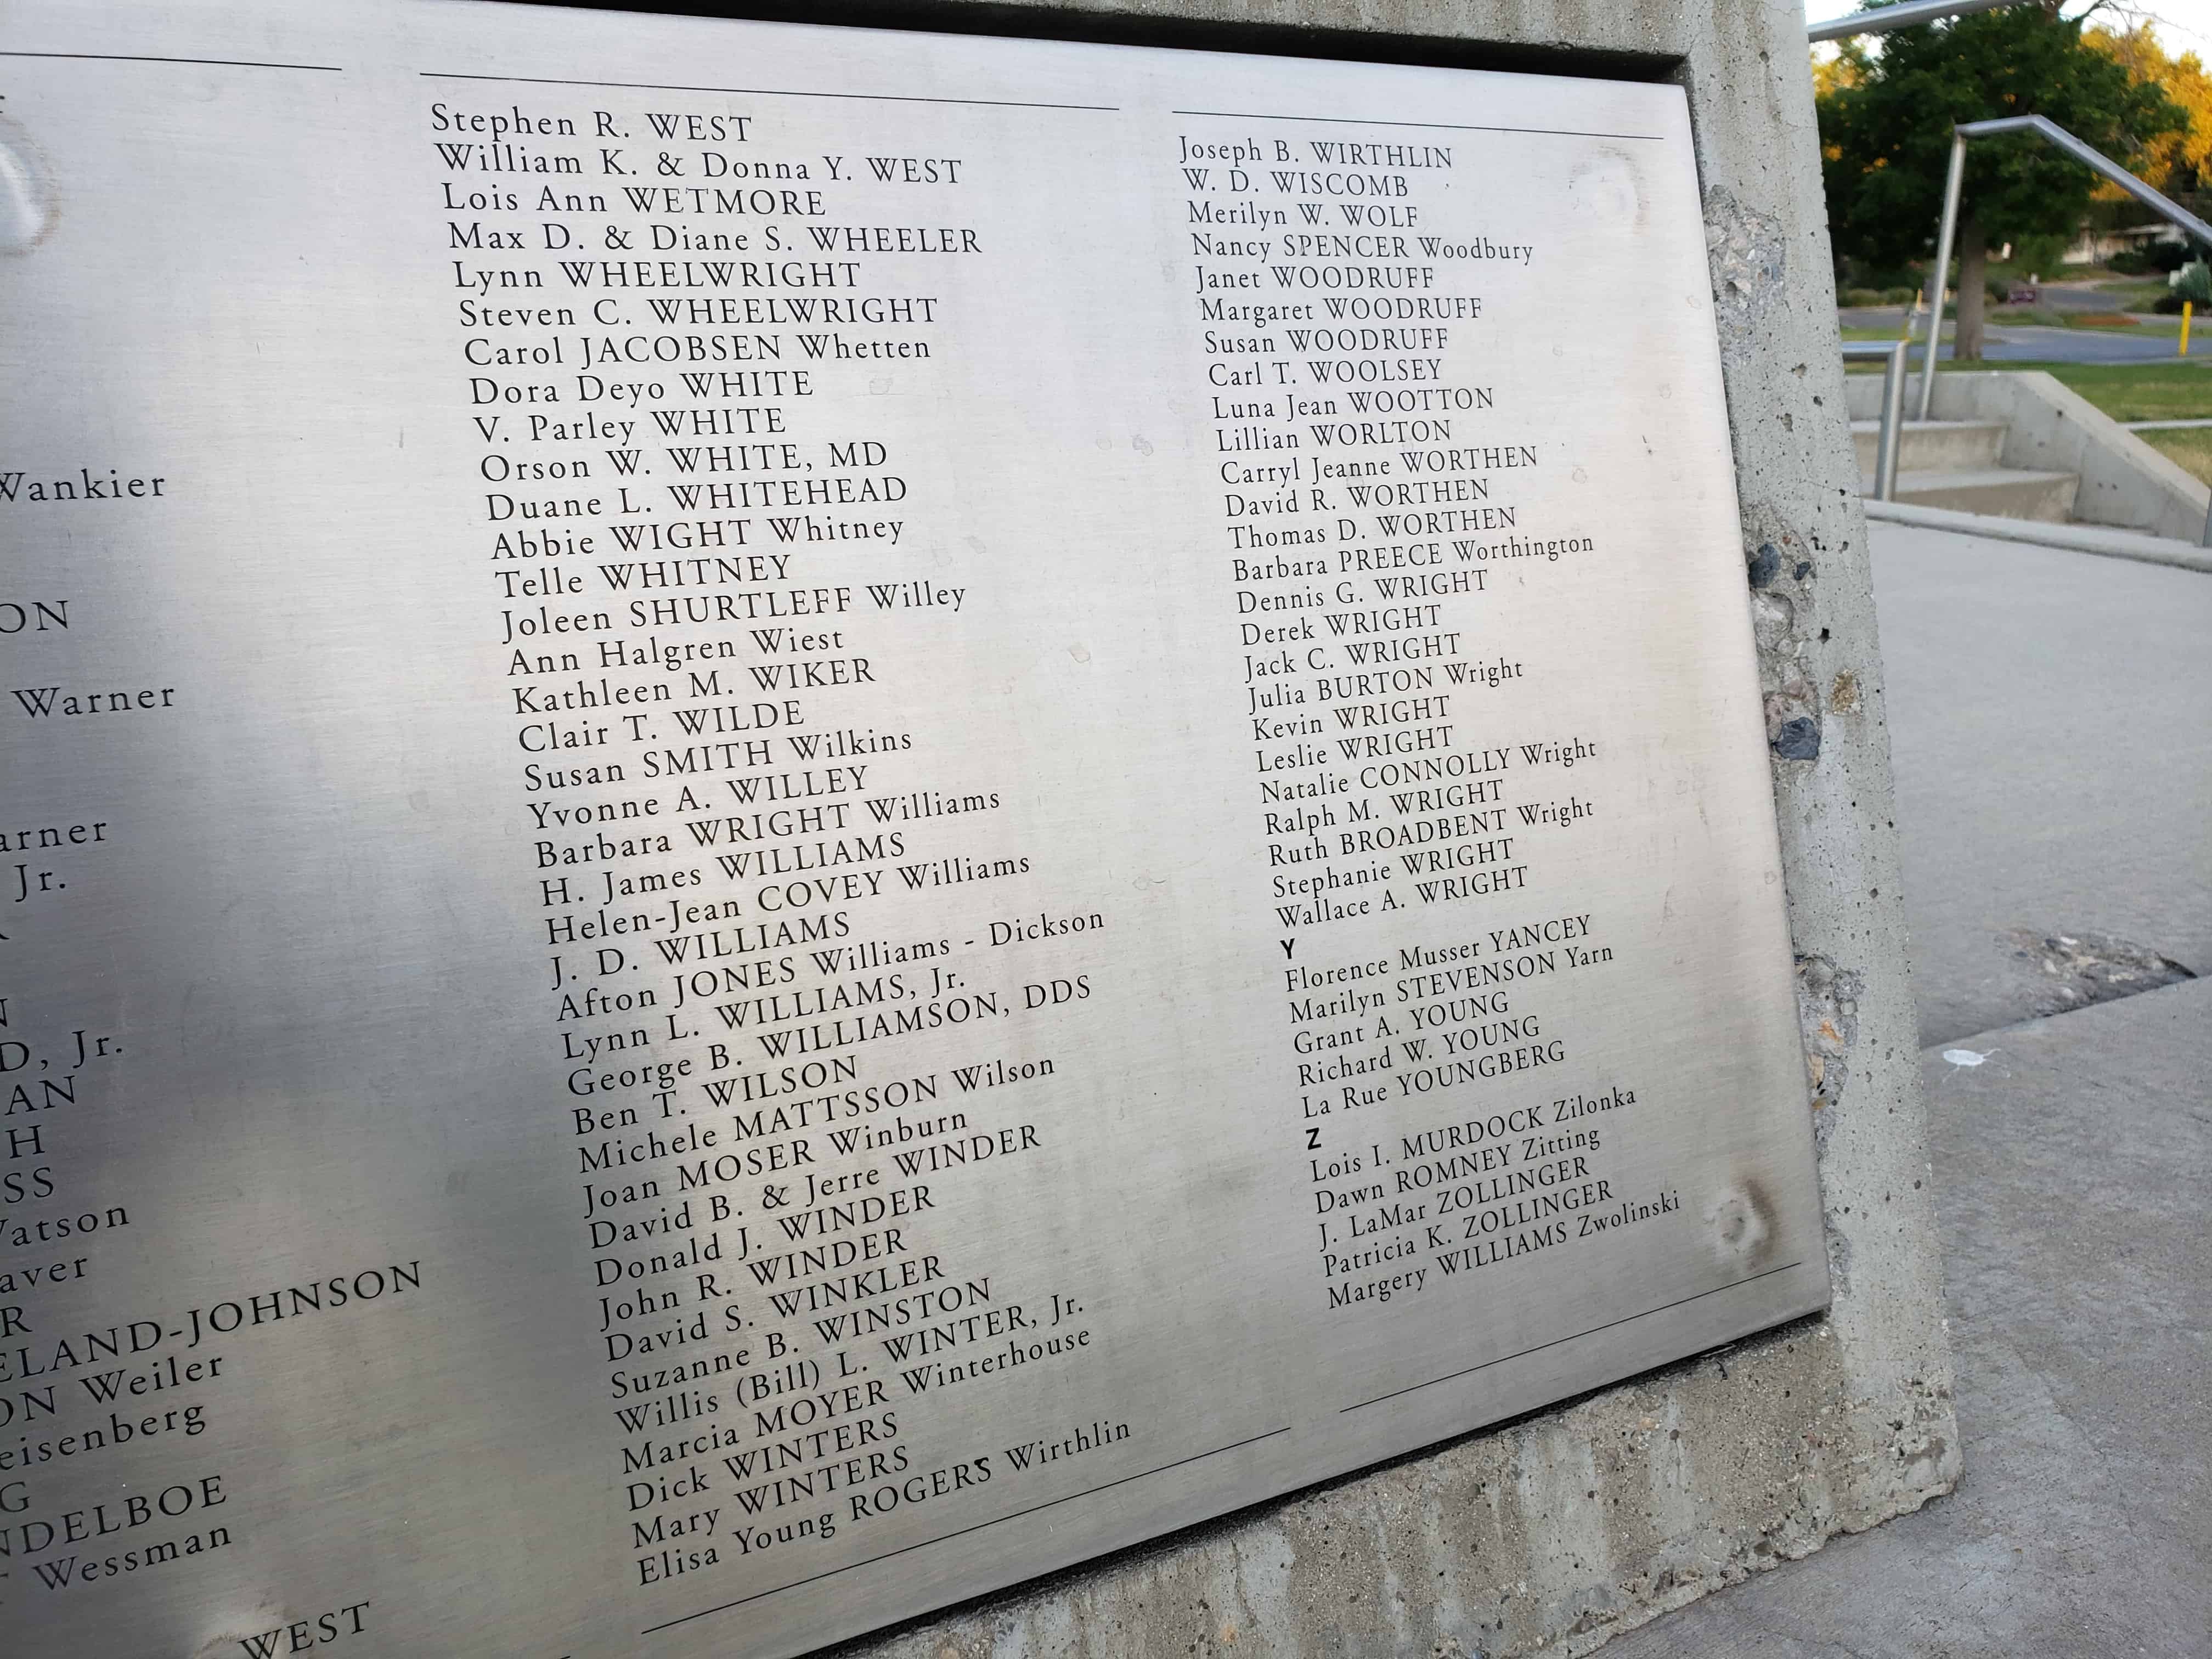 Wankier
Warner
Jr.
D, Jr.
ELAND-JOHNSON
ON Weiler
Wessman
WEST
Stephen R. WEST
William K. & Donna Y. WEST
Lois Ann WETMORE
Max D. & Diane S. WHEELER
Lynn WHEELWRIGHT
Steven C. WHEELWRIGHT
Carol JACOBSEN Whetten
Dora Deyo WHITE
V. Parley WHITE
Orson W. WHITE, MD
Duane L. WHITEHEAD
Abbie WIGHT Whitney
Telle WHITNEY
Joleen SHURTLEFF Willey
Ann Halgren Wiest
Kathleen M. WIKER
Clair T. WILDE
Susan SMITH Wilkins
Yvonne A. WILLEY
Barbara WRIGHT Williams
H. James WILLIAMS
Helen-Jean COVEY Williams
J. D. WILLIAMS
Afton JONES Williams - Dickson
Lynn L. WILLIAMS, Jr.
George B. WILLIAMSON, DDS
Ben T. WILSON
Michele MATTSSON Wilson
Joan MOSER Winburn
David B. & Jerre WINDER
Donald J. WINDER
John R. WINDER
David S. WINKLER
Suzanne B. WINSTON
Willis (Bill) L. WINTER, Jr.
Marcia MOYER Winterhouse
Dick WINTERS
Mary WINTERS
Elisa Young ROGERS Wirthlin
Joseph B. WIRTHLIN
W. D. WISCOMB
Merilyn W. WOLF
Nancy SPENCER Woodbury
Janet WOODRUFF
Margaret WOODRUFF
Susan WOODRUFF
Carl T. WOOLSEY
Luna Jean WOOTTON
Lillian WORLTON
Carryl Jeanne WORTHEN
David R. WORTHEN
Thomas D. WORTHEN
Barbara PREECE Worthington
Dennis G. WRIGHT
Derek WRIGHT
Jack C. WRIGHT
Julia BURTON Wright
Kevin WRIGHT
Leslie WRIGHT
Natalie CONNOLLY Wright
Ralph M. WRIGHT
Ruth BROADBENT Wright
Stephanie WRIGHT
Wallace A. WRIGHT
Y
Florence Musser YANCEY
Marilyn STEVENSON Yarn
Grant A. YOUNG
Richard W. YOUNG
La Rue YOUNGBERG
Z
Lois I. MURDOCK Zilonka
Dawn ROMNEY Zitting
J. LaMar ZOLLINGER
Patricia K. ZOLLINGER
Margery WILLIAMS Zwolinski